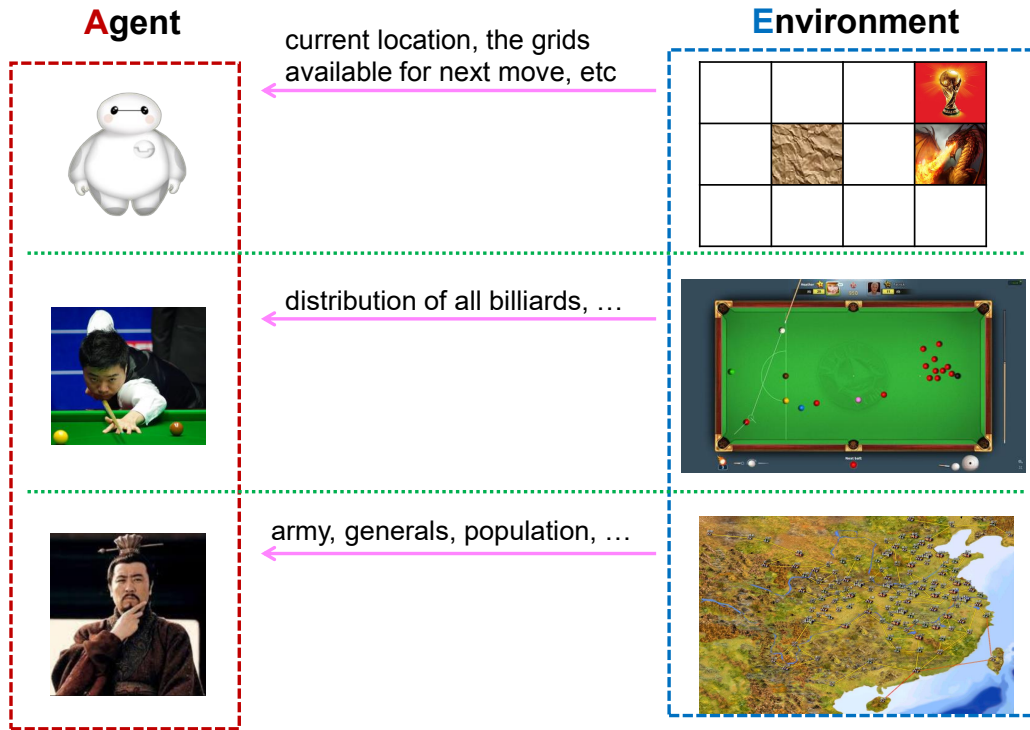 Agent
Environment
current location, the grids
available for next move, etc
distribution of all billiards, …
army, generals, population, …